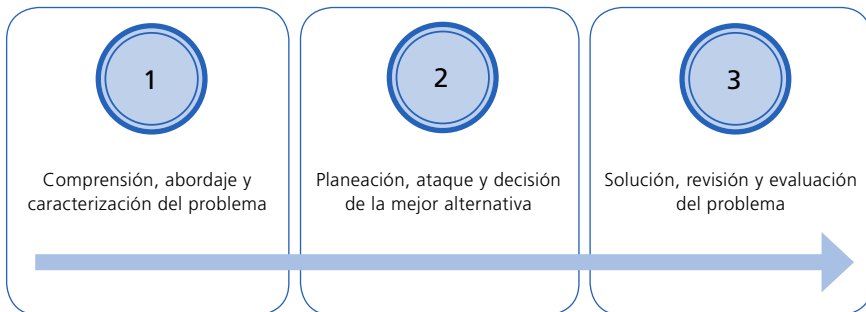 1
Comprensión, abordaje y
caracterización del problema
2
Planeación, ataque y decisión
de la mejor alternativa
3
Solución, revisión y evaluación
del problema